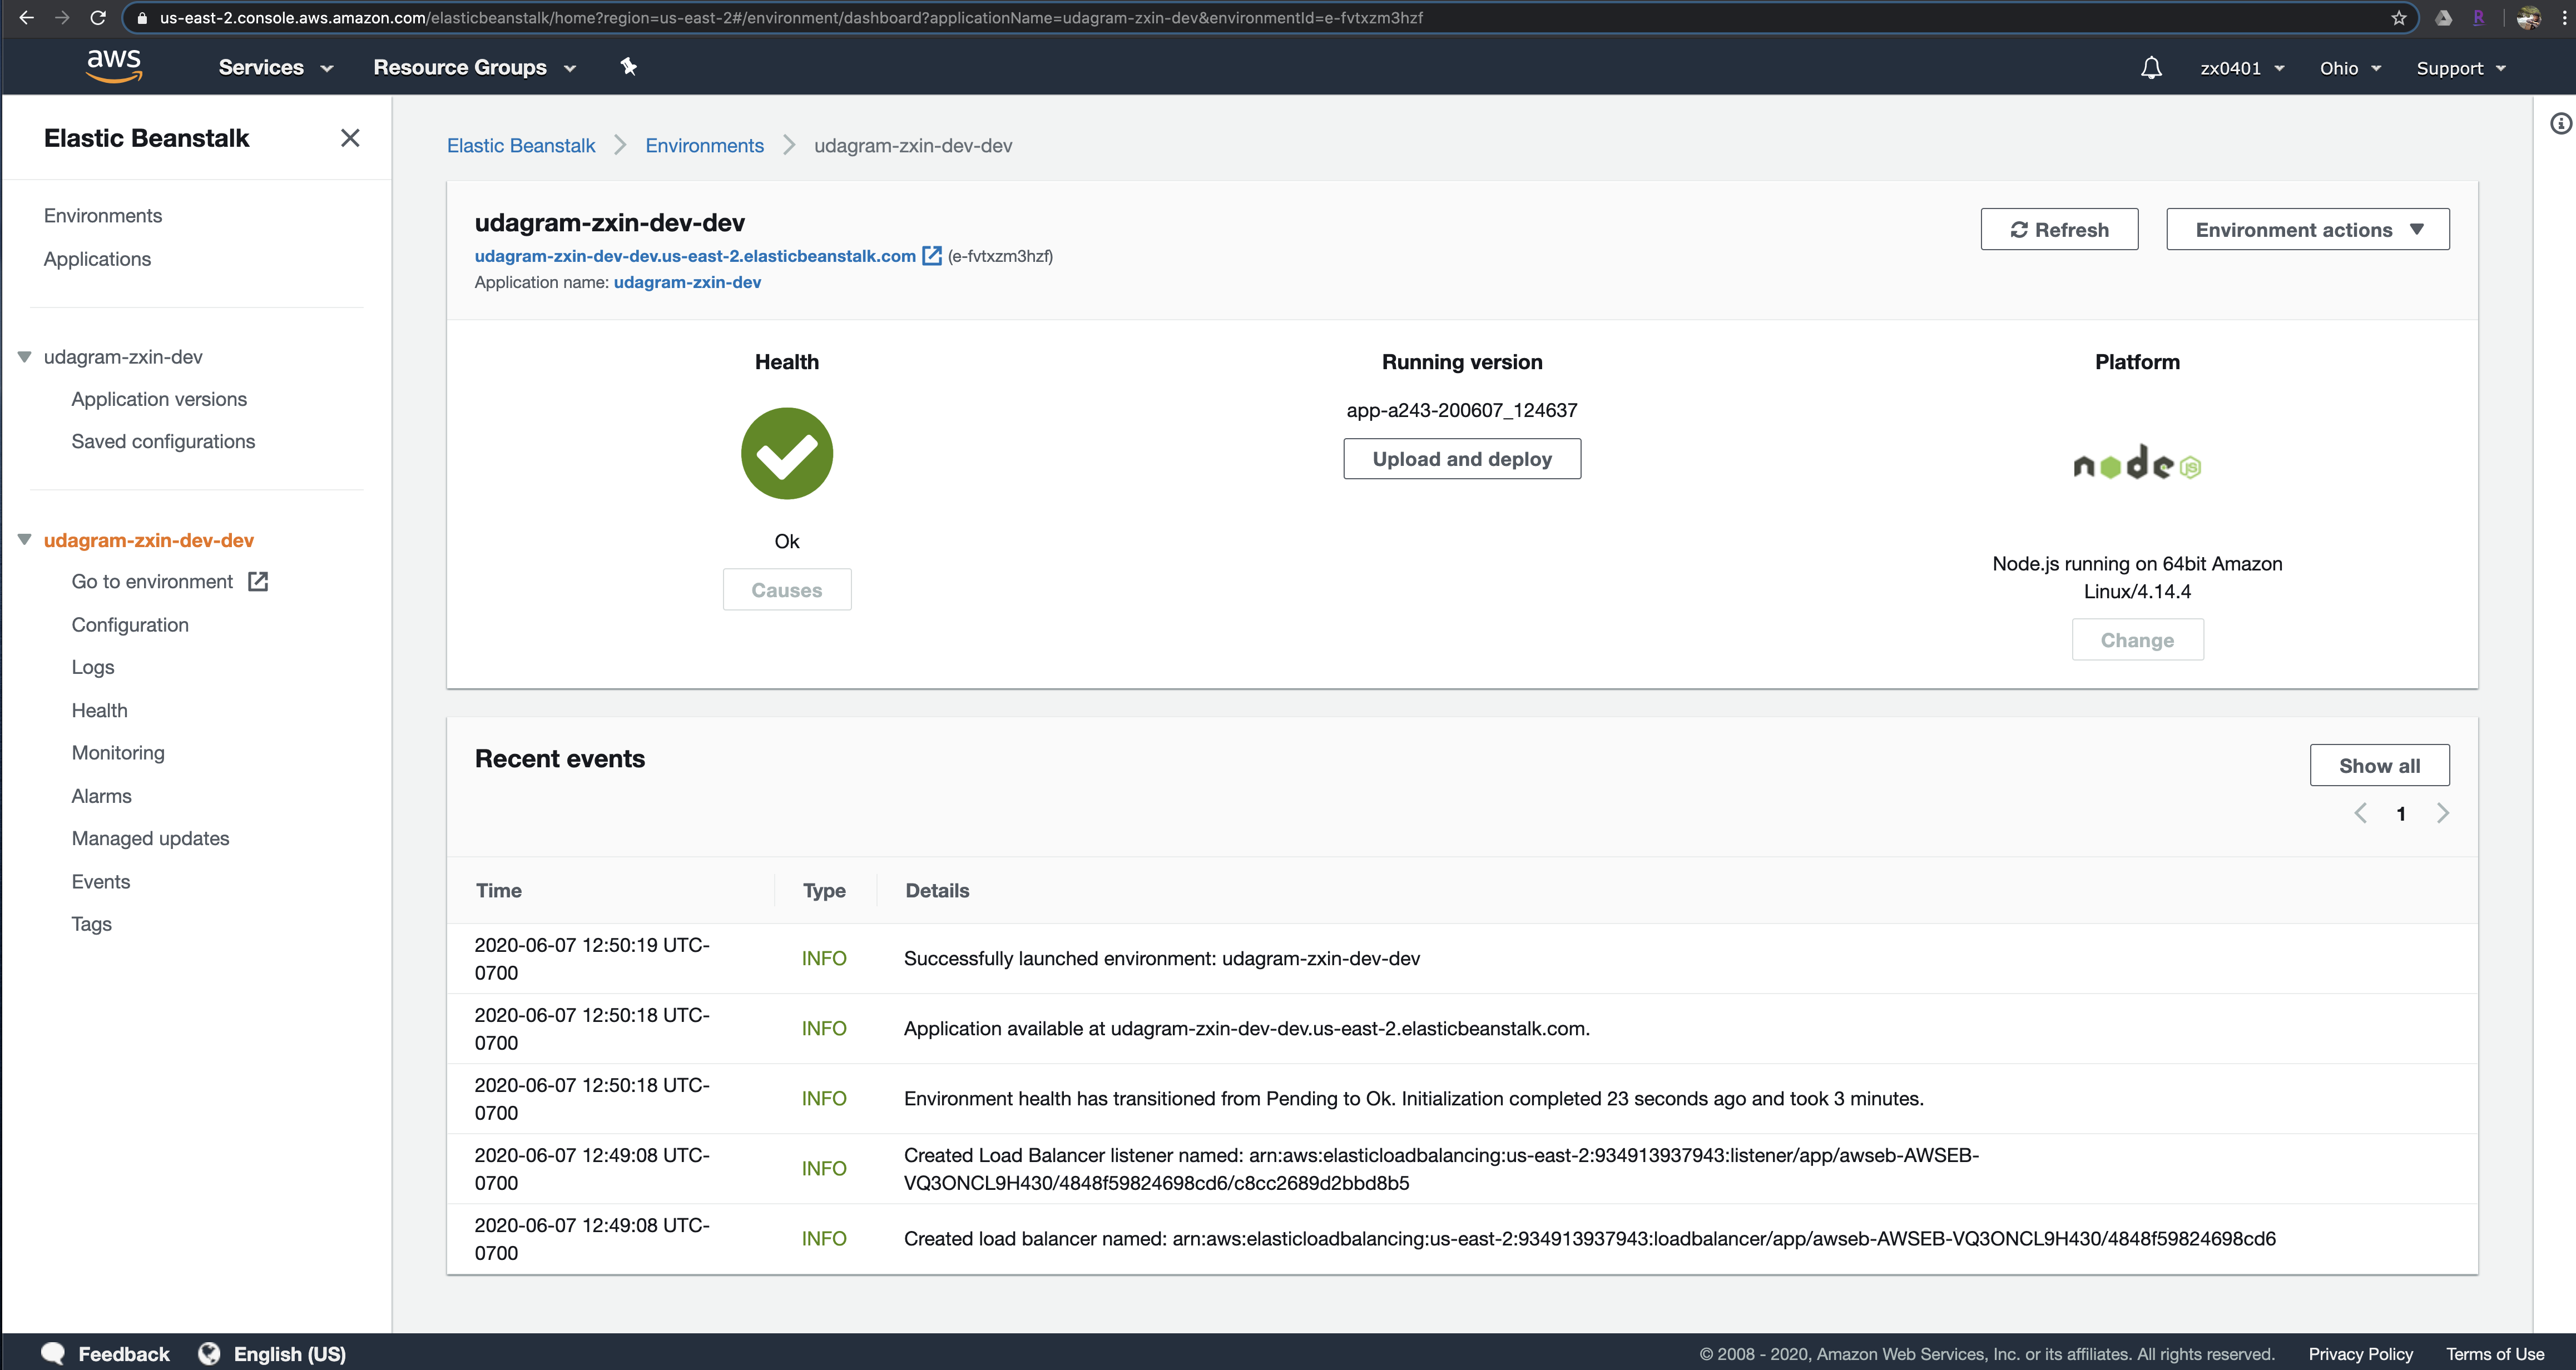 us-east-2.console.aws.amazon.com/elasticbeanstalk/home?region=us-east-2#/environment/dashboard?applicationName=udagram-zxin-dev&environmentId=e-fvtxzm3hzf
R
aws
Services
Resource Groups
zx0401
Ohio
Support
Elastic Beanstalk
Environments
Applications
udagram-zxin-dev
Application versions
Saved configurations
udagram-zxin-dev-dev
Go to environment
Configuration
Logs
Health
Monitoring
Alarms
Managed updates
Events
Tags
Elastic Beanstalk
Environments
udagram-zxin-dev-dev
udagram-zxin-dev-dev
udagram-zxin-dev-dev.us-east-2.elasticbeanstalk.com (e-fvtxzm3hzf)
Application name: udagram-zxin-dev
Refresh
Environment actions
Health
Ok
Causes
Running version
app-a243-200607_124637
Upload and deploy
Platform
node JS
Node.js running on 64bit Amazon
Linux/4.14.4
Change
Recent events
Show all
1
Time
Type
Details
2020-06-07 12:50:19 UTC-
0700
INFO
Successfully launched environment: udagram-zxin-dev-dev
2020-06-07 12:50:18 UTC-
0700
INFO
Application available at udagram-zxin-dev-dev.us-east-2.elasticbeanstalk.com.
2020-06-07 12:50:18 UTC-
0700
INFO
Environment health has transitioned from Pending to Ok. Initialization completed 23 seconds ago and took 3 minutes.
2020-06-07 12:49:08 UTC-
0700
INFO
Created Load Balancer listener named: arn:aws:elasticloadbalancing:us-east-2:934913937943:listener/app/awseb-AWSEB-
VQ3ONCL9H430/4848f59824698cd6/c8cc2689d2bbd8b5
2020-06-07 12:49:08 UTC-
0700
INFO
Created load balancer named: arn:aws:elasticloadbalancing:us-east-2:934913937943:loadbalancer/app/awseb-AWSEB-VQ3ONCL9H430/4848f59824698cd6
Feedback
English (US)
© 2008 - 2020, Amazon Web Services, Inc. or its affiliates. All rights reserved.
Privacy Policy
Terms of Use